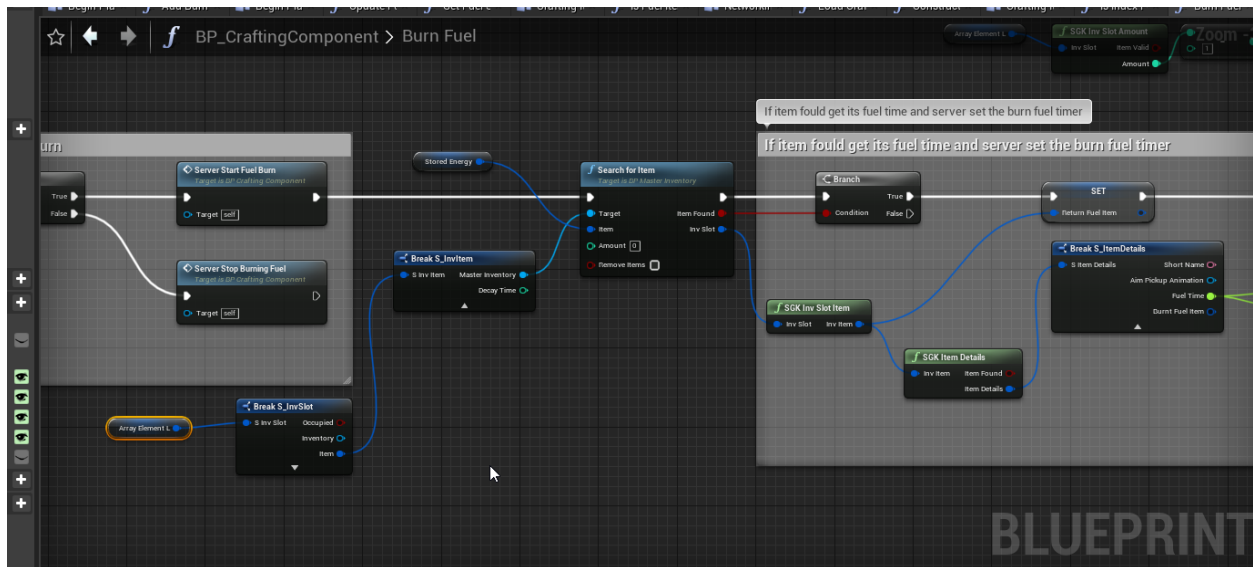 BP_CraftingComponent > Burn Fuel
Array Element L
SGK Inv Slot Amount
Inv Slot Item Valid
Amount
1
Zoom -
If item fould get its fuel time and server set the burn fuel timer
urn
If item fould get its fuel time and server set the burn fuel timer
True
False
Server Start Fuel Burn
Target is BP Crafting Component
Target self
Server Stop Burning Fuel
Target is BP Crafting Component
Target self
Stored Energy
Break S_InvItem
S Inv Item Master Inventory
Decay Time
Search for Item
Target is BP Master Inventory
Target Item Found
Item Inv Slot
Amount 0
Remove Items
Branch
True
Condition False
SET
Return Fuel Item
Break S_ItemDetails
S Item Details Short Name
Aim Pickup Animation
Fuel Time
Burnt Fuel Item
SGK Inv Slot Item
Inv Slot Inv Item
SGK Item Details
Inv Item Item Found
Item Details
Array Element L
Break S_InvSlot
S Inv Slot Occupied
Inventory
Item
BLUEPRINT